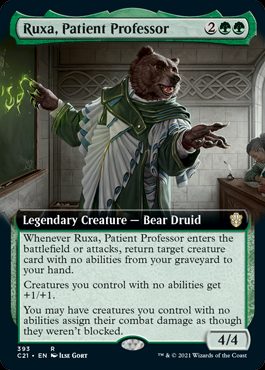 Ruxa, Patient Professor 2
Legendary Creature — Bear Druid
Whenever Ruxa, Patient Professor enters the
battlefield or attacks, return target creature
card with no abilities from your graveyard to
your hand.
Creatures you control with no abilities get
+1/+1.
You may have creatures you control with no
abilities assign their combat damage as though
they weren't blocked.
4/4
393 R
C21 • EN ILSE GORT
™ & © 2021 Wizards of the Coast